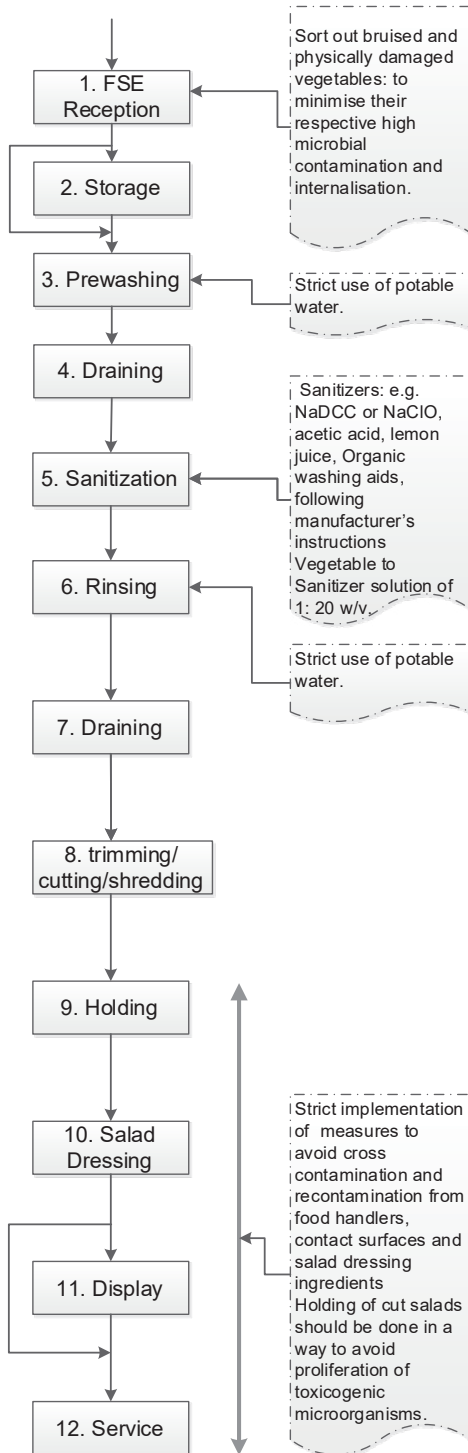 1. FSE
Reception
Sort out bruised and
physically damaged
vegetables: to
minimise their
respective high
microbial
contamination and
internalisation.
2. Storage
3. Prewashing
Strict use of potable
water.
4. Draining
5. Sanitization
Sanitizers: e.g.
NaDCC or NaClO,
acetic acid, lemon
juice, Organic
washing aids,
following
manufacturer’s
instructions
Vegetable to
Sanitizer solution of
1: 20 w/v.
6. Rinsing
Strict use of potable
water.
7. Draining
8. trimming/
cutting/shredding
9. Holding
10. Salad
Dressing
11. Display
12. Service
Strict implementation
of measures to
avoid cross
contamination and
recontamination from
food handlers,
contact surfaces and
salad dressing
ingredients
Holding of cut salads
should be done in a
way to avoid
proliferation of
toxicogenic
microorganisms.